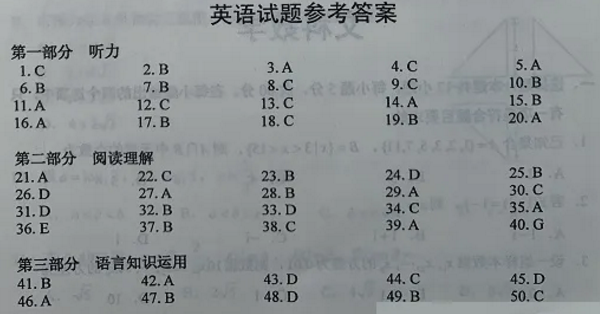 英语试题参考答案
第一部分 听力
1. C 2. B 3. A 4. C 5. A
6. B 7. B 8. C 9. C 10. B
11. A 12. C 13. C 14. A 15. B
16. A 17. B 18. C 19. B 20. A
第二部分 阅读理解
21. A 22. C 23. B 24. D 25. B
26. D 27. A 28. B 29. A 30. C
31. D 32. B 33. D 34. C 35. A
36. E 37. B 38. C 39. A 40. G
第三部分 语言知识运用
41. B 42. A 43. D 44. C 45. D
46. A 47. B 48. D 49. B 50. C